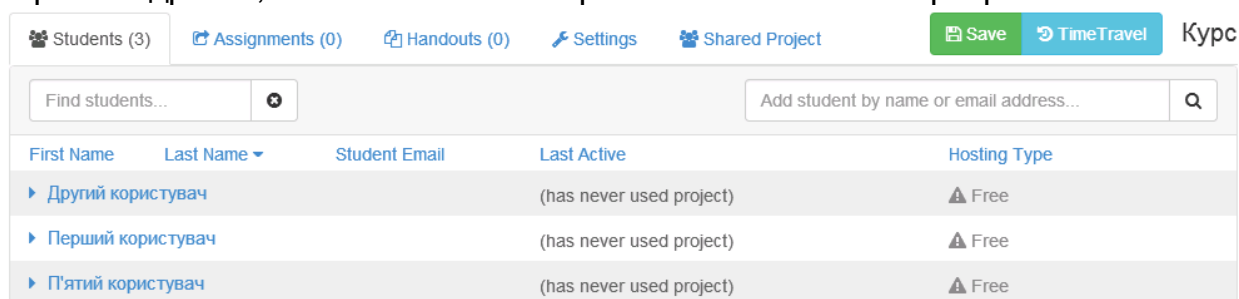 Students (3) Assignments (0) Handouts (0) Settings Shared Project Save TimeTravel Курс
Find students... Add student by name or email address...
First Name Last Name Student Email Last Active Hosting Type
Другий користувач (has never used project) Free
Перший користувач (has never used project) Free
П'ятий користувач (has never used project) Free